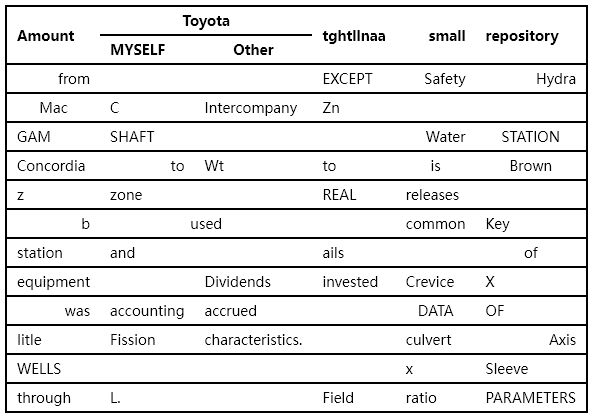 Amount Toyota tghtllnaa small repository
MYSELF Other
from EXCEPT Safety Hydra
Mac C Intercompany Zn
GAM SHAFT Water STATION
Concordia to Wt to is Brown
z zone REAL releases
b used common Key
station and ails of
equipment Dividends invested Crevice X
was accounting accrued DATA OF
litle Fission characteristics. culvert Axis
WELLS x Sleeve
through L. Field ratio PARAMETERS